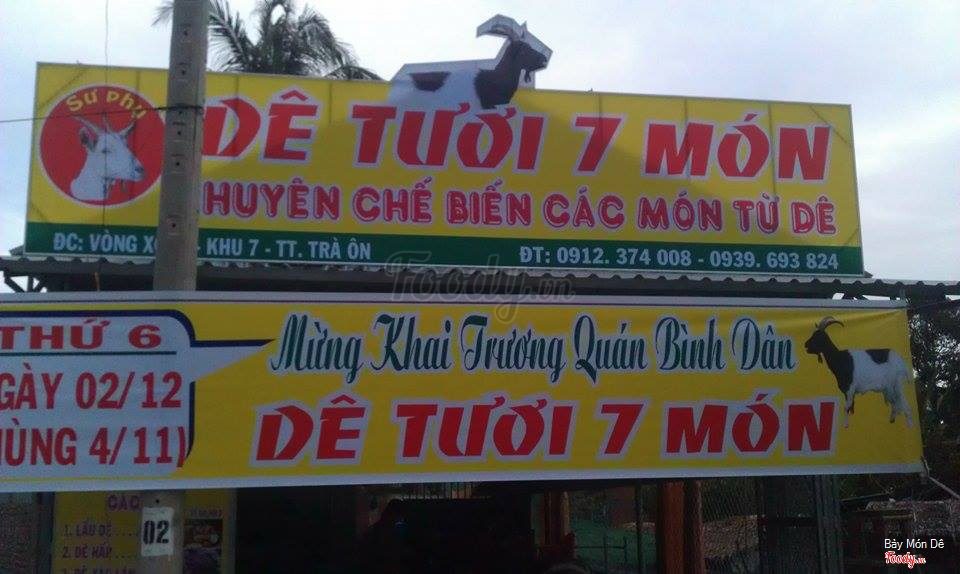 Sư Phụ
DÊ TƯƠI 7 MÓN
HUYÊN CHẾ BIẾN CÁC MÓN TỪ DÊ
ĐC: VÒNG - KHU 7 - TT. TRÀ ÔN ĐT: 0912. 374 008 - 0939. 693 824
Foody.vn
THỨ 6
GÀY 02/12
ÙNG 4/11)
Mừng Khai Trương Quán Bình Dân
DÊ TƯƠI 7 MÓN
CÁC
1. LẨU DÊ . . . .
2. DÊ HẤP . . . .
02
Bảy Món Dê
Foody.vn